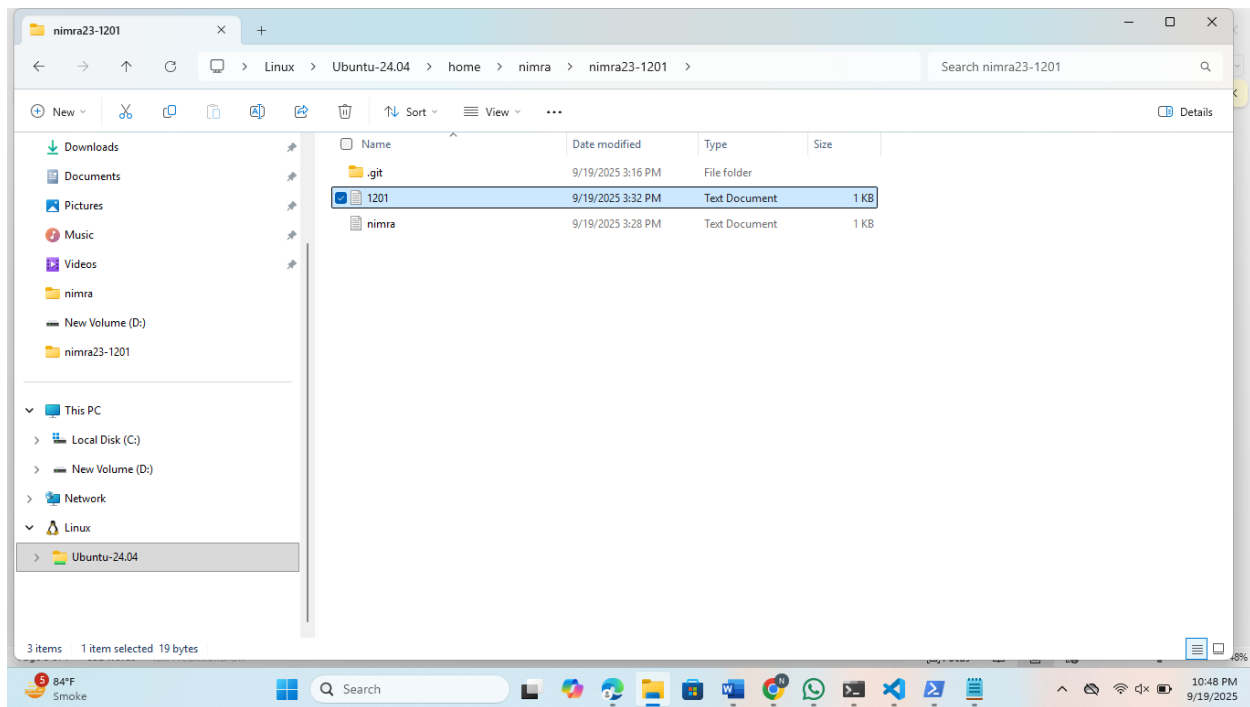 nimra23-1201
Linux > Ubuntu-24.04 > home > nimra > nimra23-1201 >
Search nimra23-1201
New
Sort
View
Details
Downloads
Documents
Pictures
Music
Videos
nimra
New Volume (D:)
nimra23-1201
This PC
Local Disk (C:)
New Volume (D:)
Network
Linux
Ubuntu-24.04
Name Date modified Type Size
.git 9/19/2025 3:16 PM File folder
1201 9/19/2025 3:32 PM Text Document 1 KB
nimra 9/19/2025 3:28 PM Text Document 1 KB
3 items 1 item selected 19 bytes
5
84°F
Smoke
Search
N
10:48 PM
9/19/2025